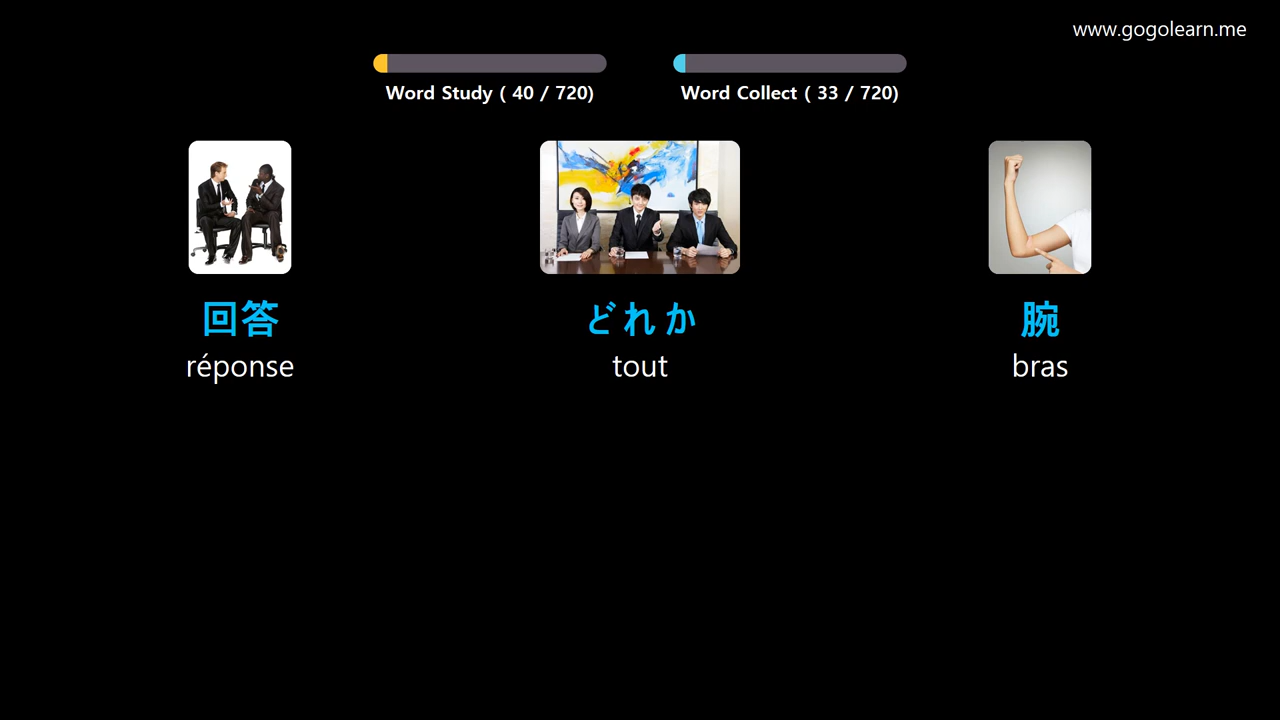 www.gogolearn.me
Word Study ( 40 / 720)
Word Collect ( 33 / 720)
回答
どれか
腕
réponse
tout
bras